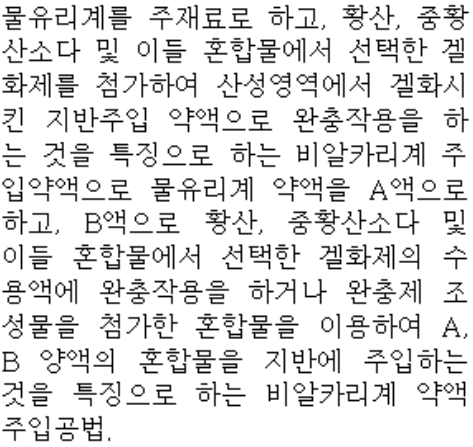 물유리계를 주재료로 하고, 황산, 중황
산소다 및 이들 혼합물에서 선택한 겔
화제를 첨가하여 산성영역에서 겔화시
킨 지반주입 약액으로 완충작용을 하
는 것을 특징으로 하는 비알카리계 주
입약액으로 물유리계 약액을 A액으로
하고, B액으로 황산, 중황산소다 및
이들 혼합물에서 선택한 겔화제의 수
용액에 완충작용을 하거나 완충제 조
성물을 첨가한 혼합물을 이용하여 A,
B 양액의 혼합물을 지반에 주입하는
것을 특징으로 하는 비알카리계 약액
주입공법.